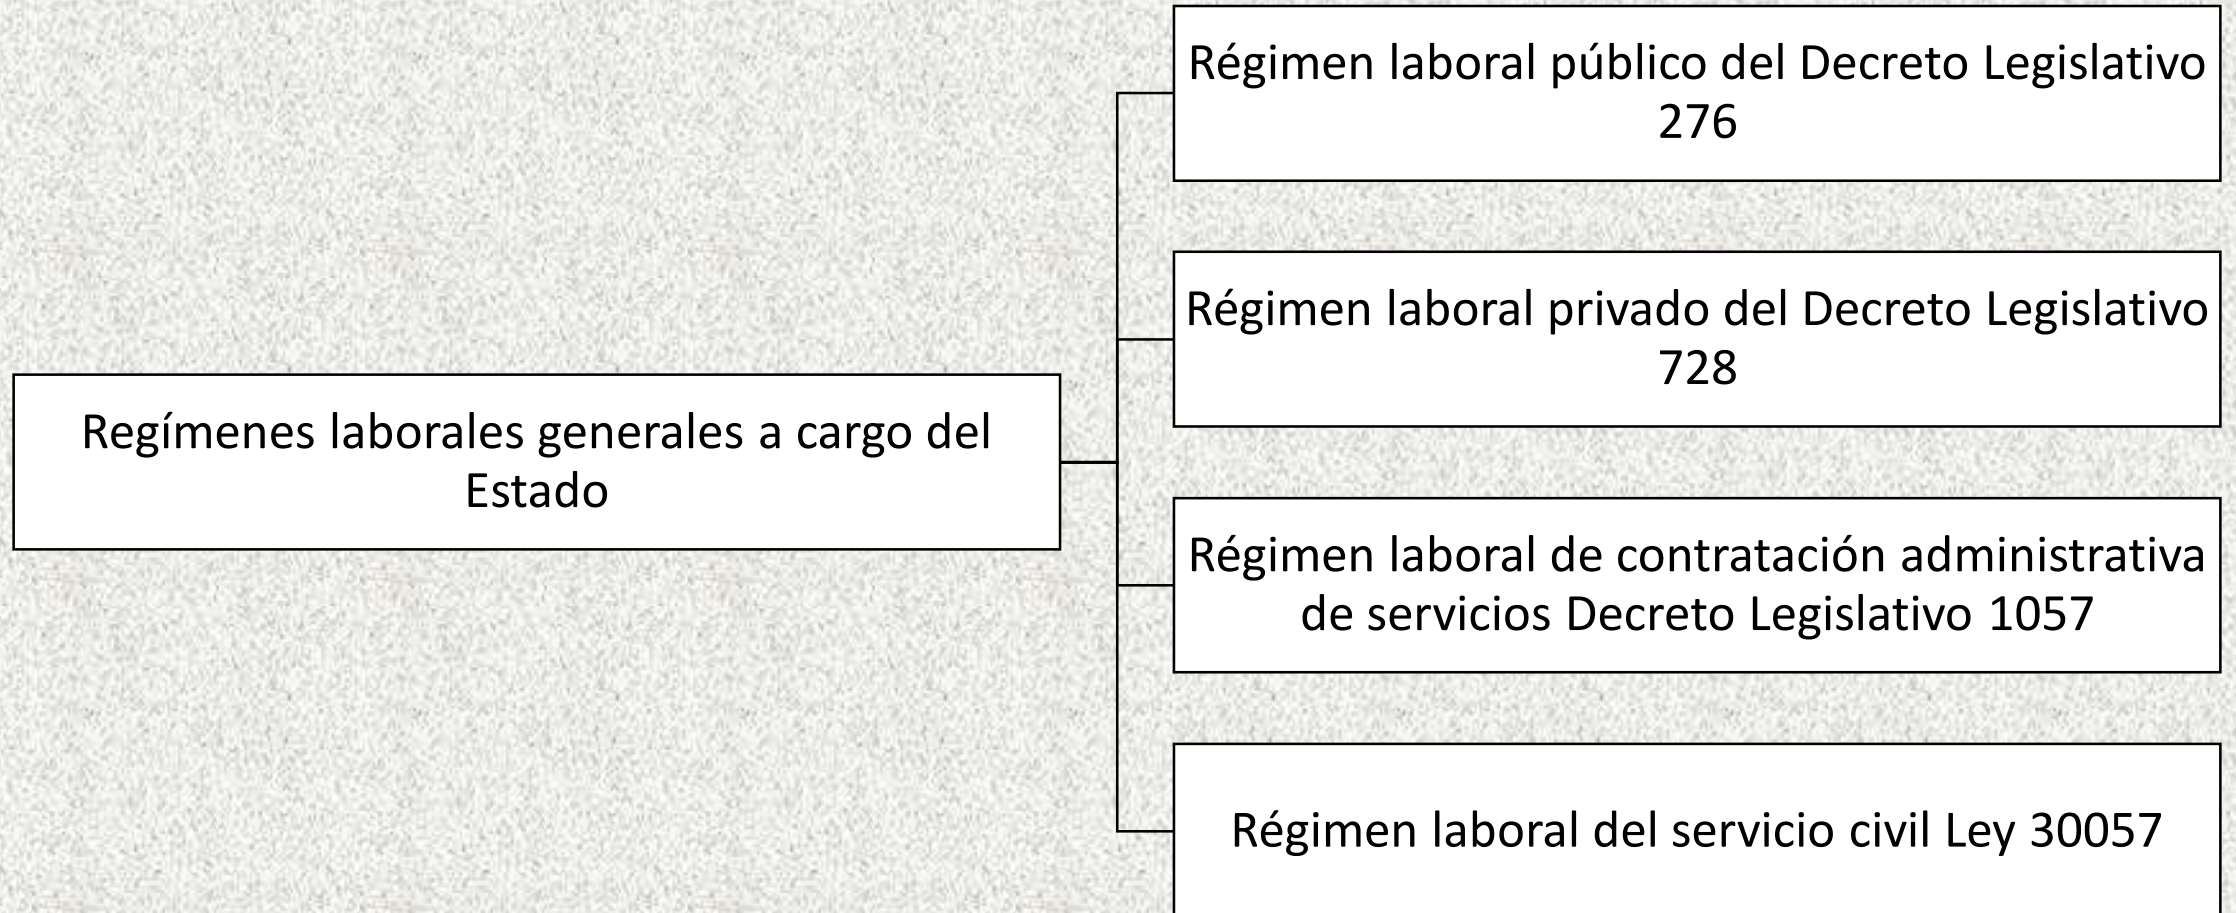 Régimen laboral público del Decreto Legislativo
276
Régimen laboral privado del Decreto Legislativo
728
Regímenes laborales generales a cargo del
Estado
Régimen laboral de contratación administrativa
de servicios Decreto Legislativo 1057
Régimen laboral del servicio civil Ley 30057